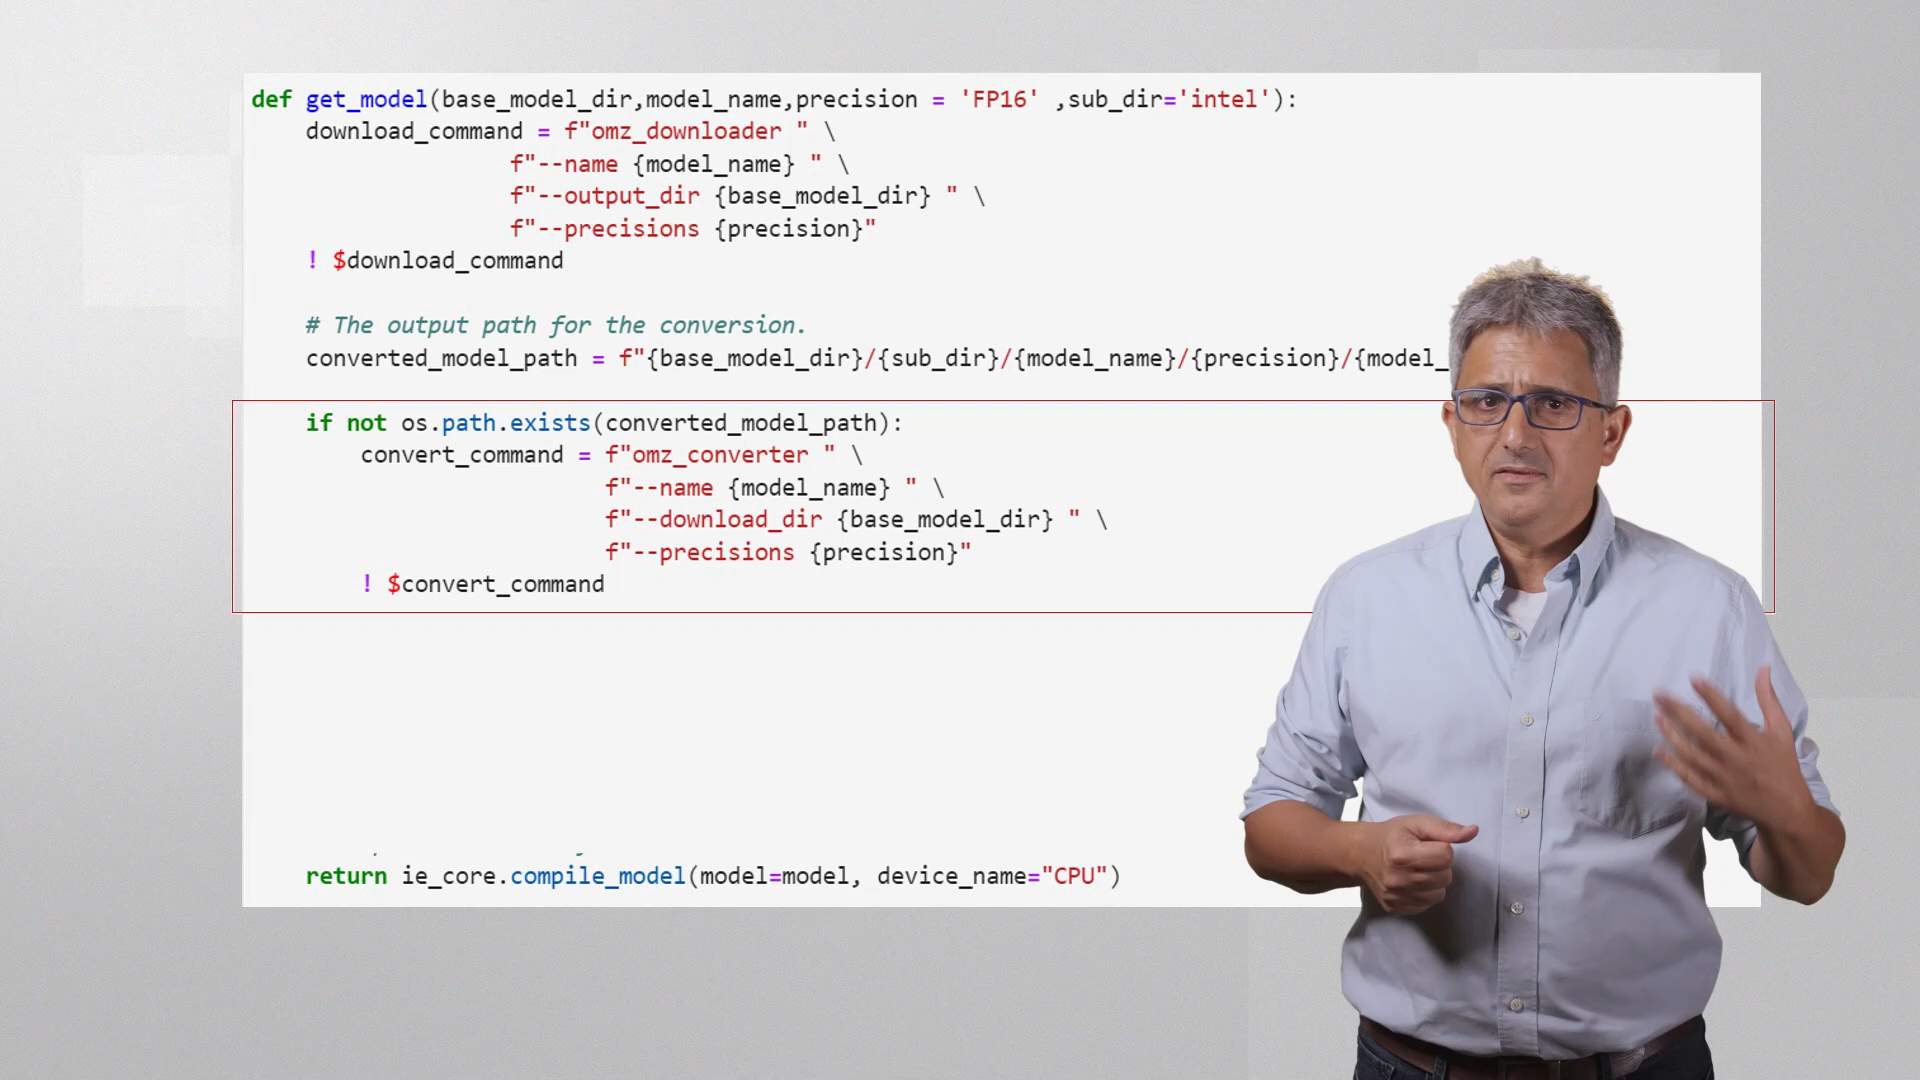 def get_model(base_model_dir,model_name,precision = 'FP16' ,sub_dir='intel'):
download_command = f"omz_downloader " \
f"--name {model_name} " \
f"--output_dir {base_model_dir} " \
f"--precisions {precision}"
! $download_command
# The output path for the conversion.
converted_model_path = f"{base_model_dir}/{sub_dir}/{model_name}/{precision}/{model_
if not os.path.exists(converted_model_path):
convert_command = f"omz_converter " \
f"--name {model_name} " \
f"--download_dir {base_model_dir} " \
f"--precisions {precision}"
! $convert_command
return ie_core.compile_model(model=model, device_name="CPU")